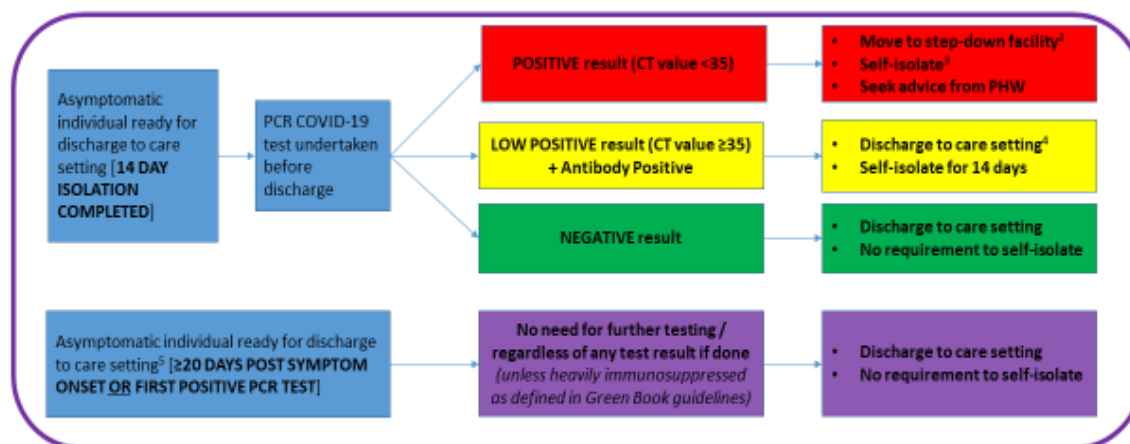 Asymptomatic
individual ready for
discharge to care
setting [14 DAY
ISOLATION
COMPLETED]
PCR COVID-19
test undertaken
before
discharge
POSITIVE result (CT value <35)
• Move to step-down facility²
• Self-isolate³
• Seek advice from PHW
LOW POSITIVE result (CT value ≥35)
+ Antibody Positive
• Discharge to care setting⁴
• Self-isolate for 14 days
NEGATIVE result
• Discharge to care setting
• No requirement to self-isolate
Asymptomatic individual ready for discharge
to care setting⁵ [≥20 DAYS POST SYMPTOM
ONSET OR FIRST POSITIVE PCR TEST]
No need for further testing /
regardless of any test result if done
(unless heavily immunosuppressed
as defined in Green Book guidelines)
• Discharge to care setting
• No requirement to self-isolate